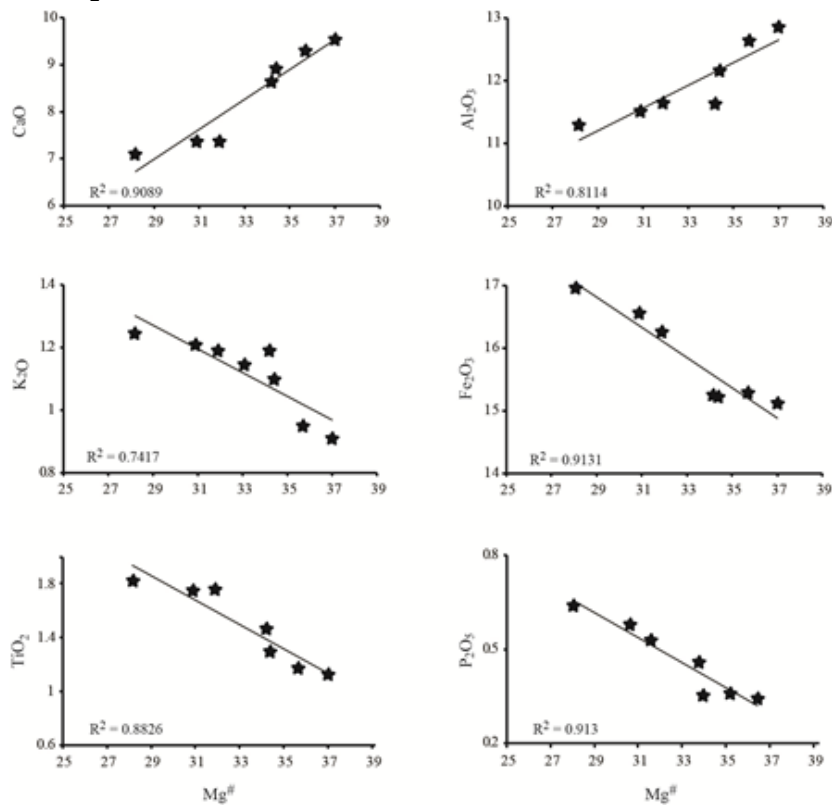 10
9
8
7
6
CaO
R² = 0.9089
25 27 29 31 33 35 37 39
13
12
11
10
Al₂O₃
R² = 0.8114
25 27 29 31 33 35 37 39
1.4
1.2
1
0.8
K₂O
R² = 0.7417
25 27 29 31 33 35 37 39
17
16
15
14
Fe₂O₃
R² = 0.9131
25 27 29 31 33 35 37 39
1.8
1.4
1
0.6
TiO₂
R² = 0.8826
25 27 29 31 33 35 37 39
Mg#
0.8
0.5
0.2
P₂O₅
R² = 0.913
25 27 29 31 33 35 37 39
Mg#